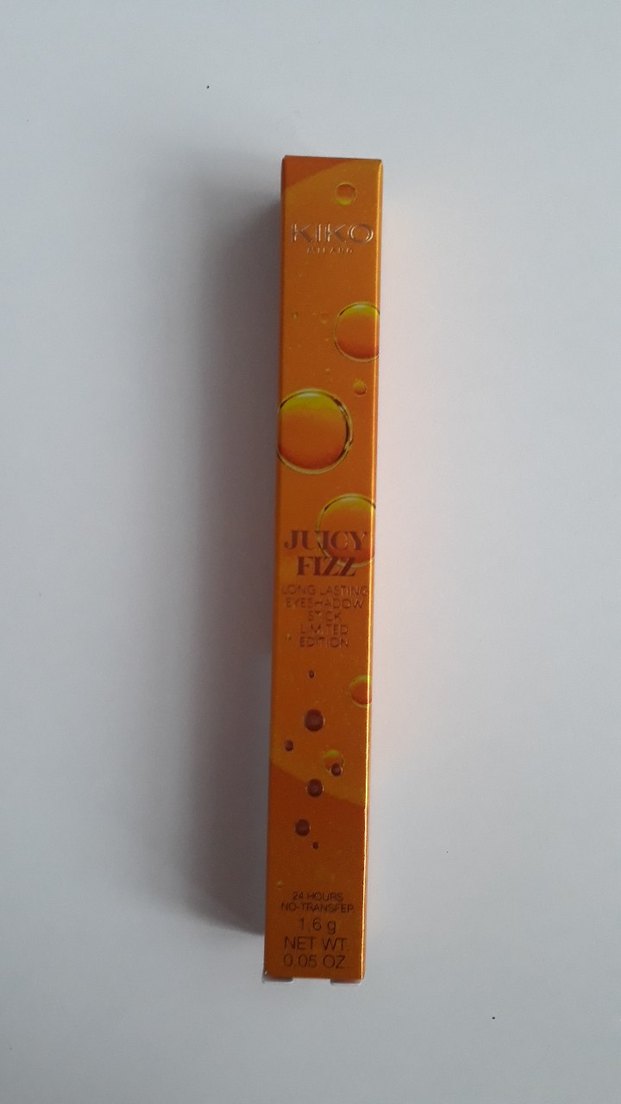 KIKO
MILANO
JUICY
FIZZ
LONG LASTING
EYESHADOW
STICK
LIMITED
EDITION
24 HOURS
NO-TRANSFER
1,6 g
NET WT.
0.05 OZ.